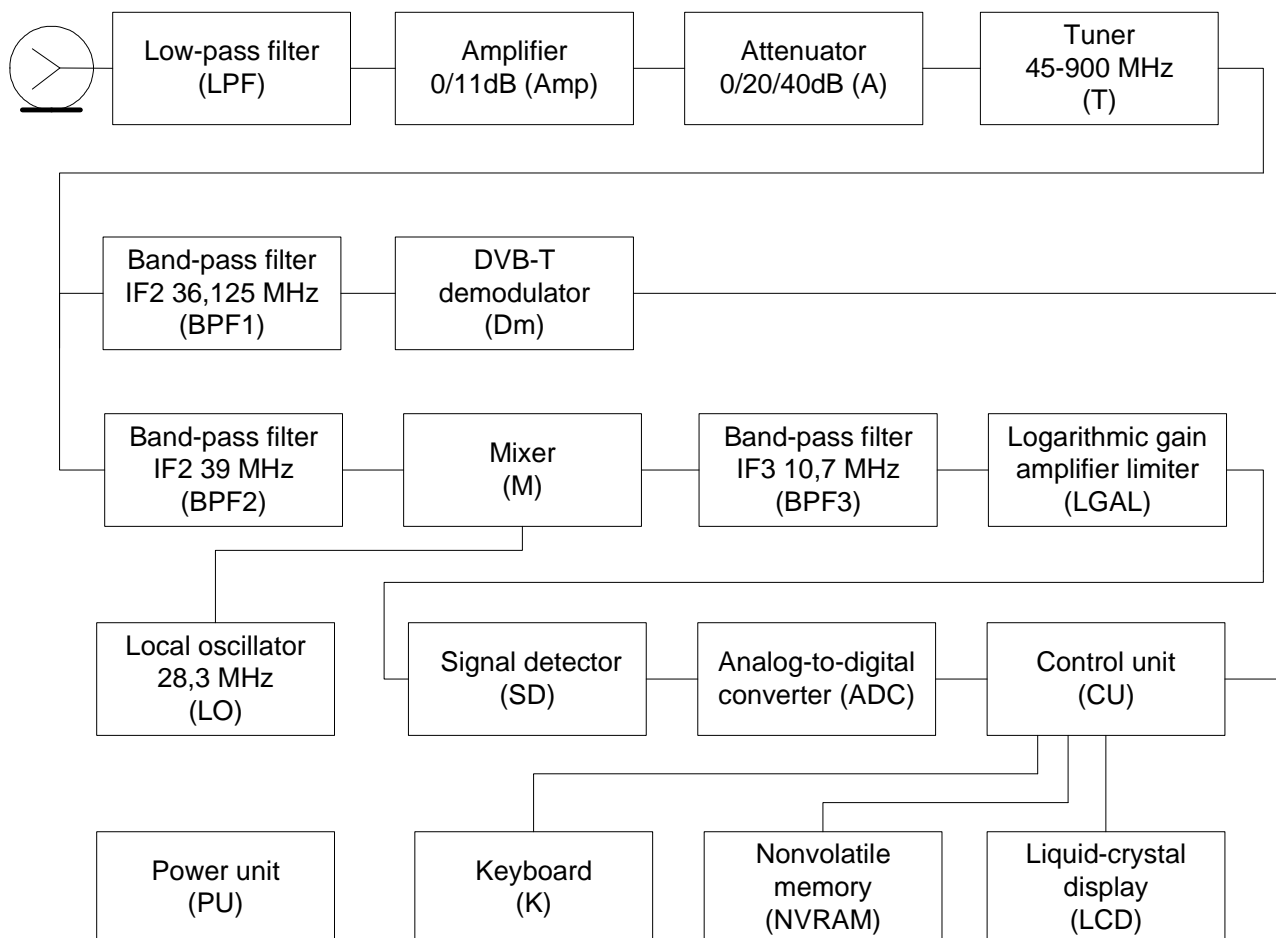 Low-pass filter
(LPF)
Amplifier
0/11dB (Amp)
Attenuator
0/20/40dB (A)
Tuner
45-900 MHz
(T)
Band-pass filter
IF2 36,125 MHz
(BPF1)
DVB-T
demodulator
(Dm)
Band-pass filter
IF2 39 MHz
(BPF2)
Mixer
(M)
Band-pass filter
IF3 10,7 MHz
(BPF3)
Logarithmic gain
amplifier limiter
(LGAL)
Local oscillator
28,3 MHz
(LO)
Signal detector
(SD)
Analog-to-digital
converter (ADC)
Control unit
(CU)
Power unit
(PU)
Keyboard
(K)
Nonvolatile
memory
(NVRAM)
Liquid-crystal
display
(LCD)